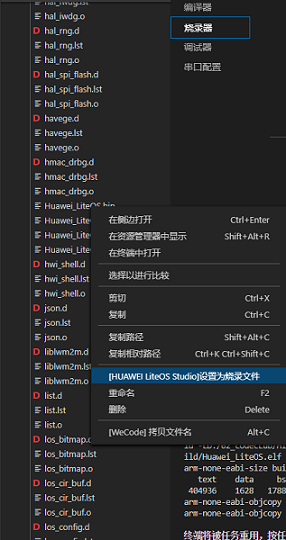 hal_iwdg.lst
hal_iwdg.o
D hal_rng.d
hal_rng.lst
hal_rng.o
D hal_spi_flash.d
hal_spi_flash.lst
hal_spi_flash.o
D havege.d
havege.lst
havege.o
D hmac_drbg.d
hmac_drbg.lst
hmac_drbg.o
Huawei_LiteOS.bin
Huawei_Lite
Huawei_Lite
Huawei_Lite
D hwi_shell.d
hwi_shell.lst
hwi_shell.o
D json.d
json.lst
json.o
D liblwm2m.d
liblwm2m.lst
liblwm2m.o
D list.d
list.lst
list.o
D los_bitmap.d
los_bitmap.lst
los_bitmap.o
D los_cir_buf.d
los_cir_buf.lst
los_cir_buf.o
D los_config.d
编译器
烧录器
调试器
串口配置
在侧边打开 Ctrl+Enter
在资源管理器中显示 Shift+Alt+R
在终端中打开
选择以进行比较
剪切 Ctrl+X
复制 Ctrl+C
复制路径 Shift+Alt+C
复制相对路径 Ctrl+K Ctrl+Shift+C
[HUAWEI LiteOS Studio]设置为烧录文件
重命名 F2
删除 Delete
[WeCode] 拷贝文件名 Alt+C
ild/Huawei_LiteOS.elf
arm-none-eabi-size bui
text data bs
404936 1628 1788
arm-none-eabi-objcopy
arm-none-eabi-objcopy
终端将被任务重用，按任